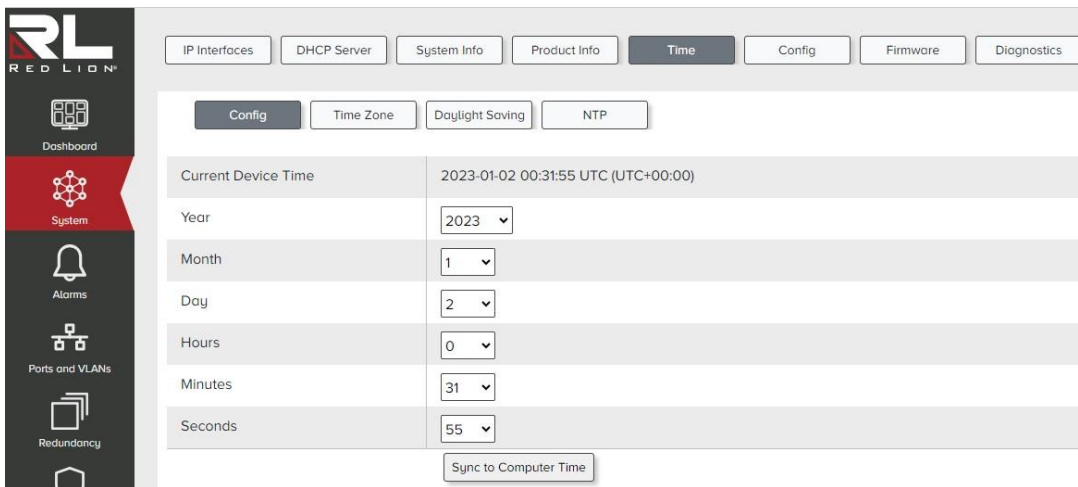 RL
RED LION®
IP Interfaces DHCP Server System Info Product Info Time Config Firmware Diagnostics
Config Time Zone Daylight Saving NTP
Dashboard
System
Alarms
Ports and VLANs
Redundancy
Current Device Time 2023-01-02 00:31:55 UTC (UTC+00:00)
Year 2023
Month 1
Day 2
Hours 0
Minutes 31
Seconds 55
Sync to Computer Time